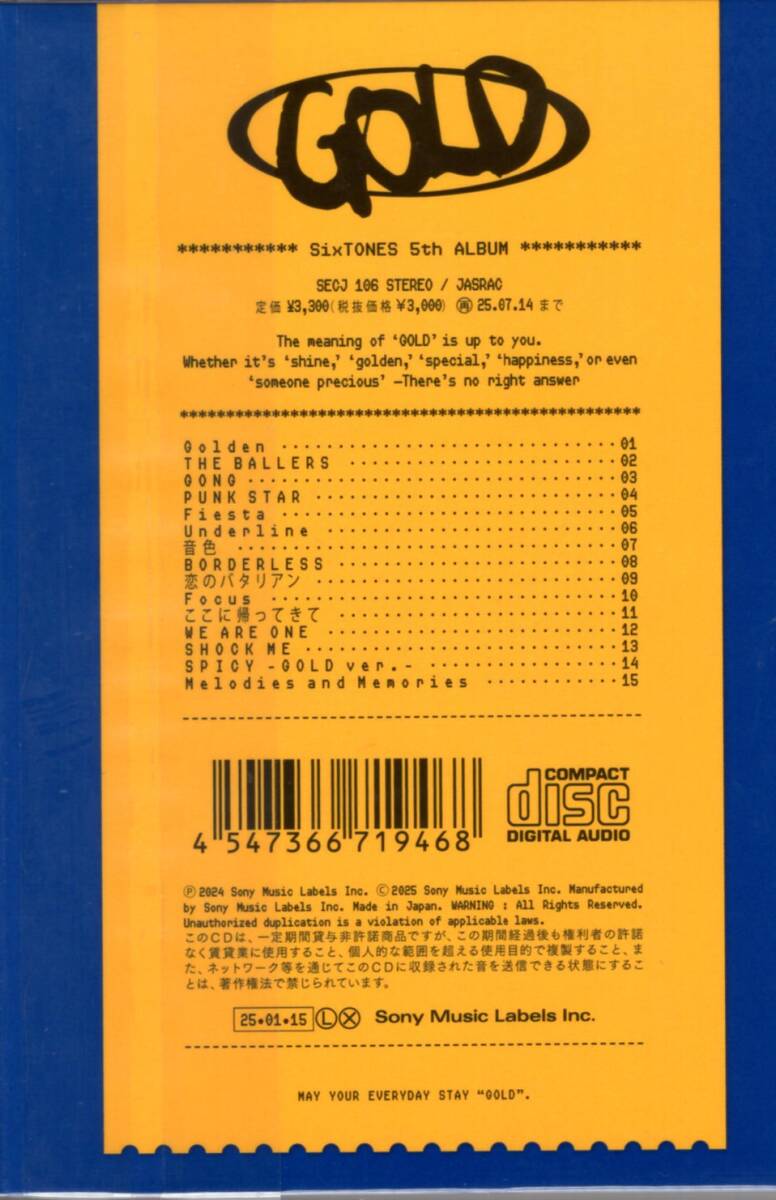 GOLD
*********** SixTONES 5th ALBUM ***********
SECJ 106 STEREO / JASRAC
定価 ¥3,300(税抜価格 ¥3,000) 再 25.07.14 まで
The meaning of ‘GOLD’ is up to you.
Whether it’s ‘shine,’ ‘golden,’ ‘special,’ ‘happiness,’ or even
‘someone precious’ –There’s no right answer
Golden 01
THE BALLERS 02
GONG 03
PUNK STAR 04
Fiesta 05
Underline 06
音色 07
BORDERLESS 08
恋のバタリアン 09
Focus 10
ここに帰ってきて 11
WE ARE ONE 12
SHOCK ME 13
SPICY -GOLD ver.- 14
Melodies and Memories 15
COMPACT
disc
DIGITAL AUDIO
4 547366 719468
Ⓟ 2024 Sony Music Labels Inc. Ⓒ 2025 Sony Music Labels Inc. Manufactured
by Sony Music Labels Inc. Made in Japan. WARNING : All Rights Reserved.
Unauthorized duplication is a violation of applicable laws.
このCDは、一定期間貸与非許諾商品ですが、この期間経過後も権利者の許諾
なく賃貸業に使用すること、個人的な範囲を超える使用目的で複製すること、ま
た、ネットワーク等を通じてこのCDに収録された音を送信できる状態にするこ
とは、著作権法で禁じられています。
25•01•15 Ⓛ Ⓧ Sony Music Labels Inc.
MAY YOUR EVERYDAY STAY “GOLD”.